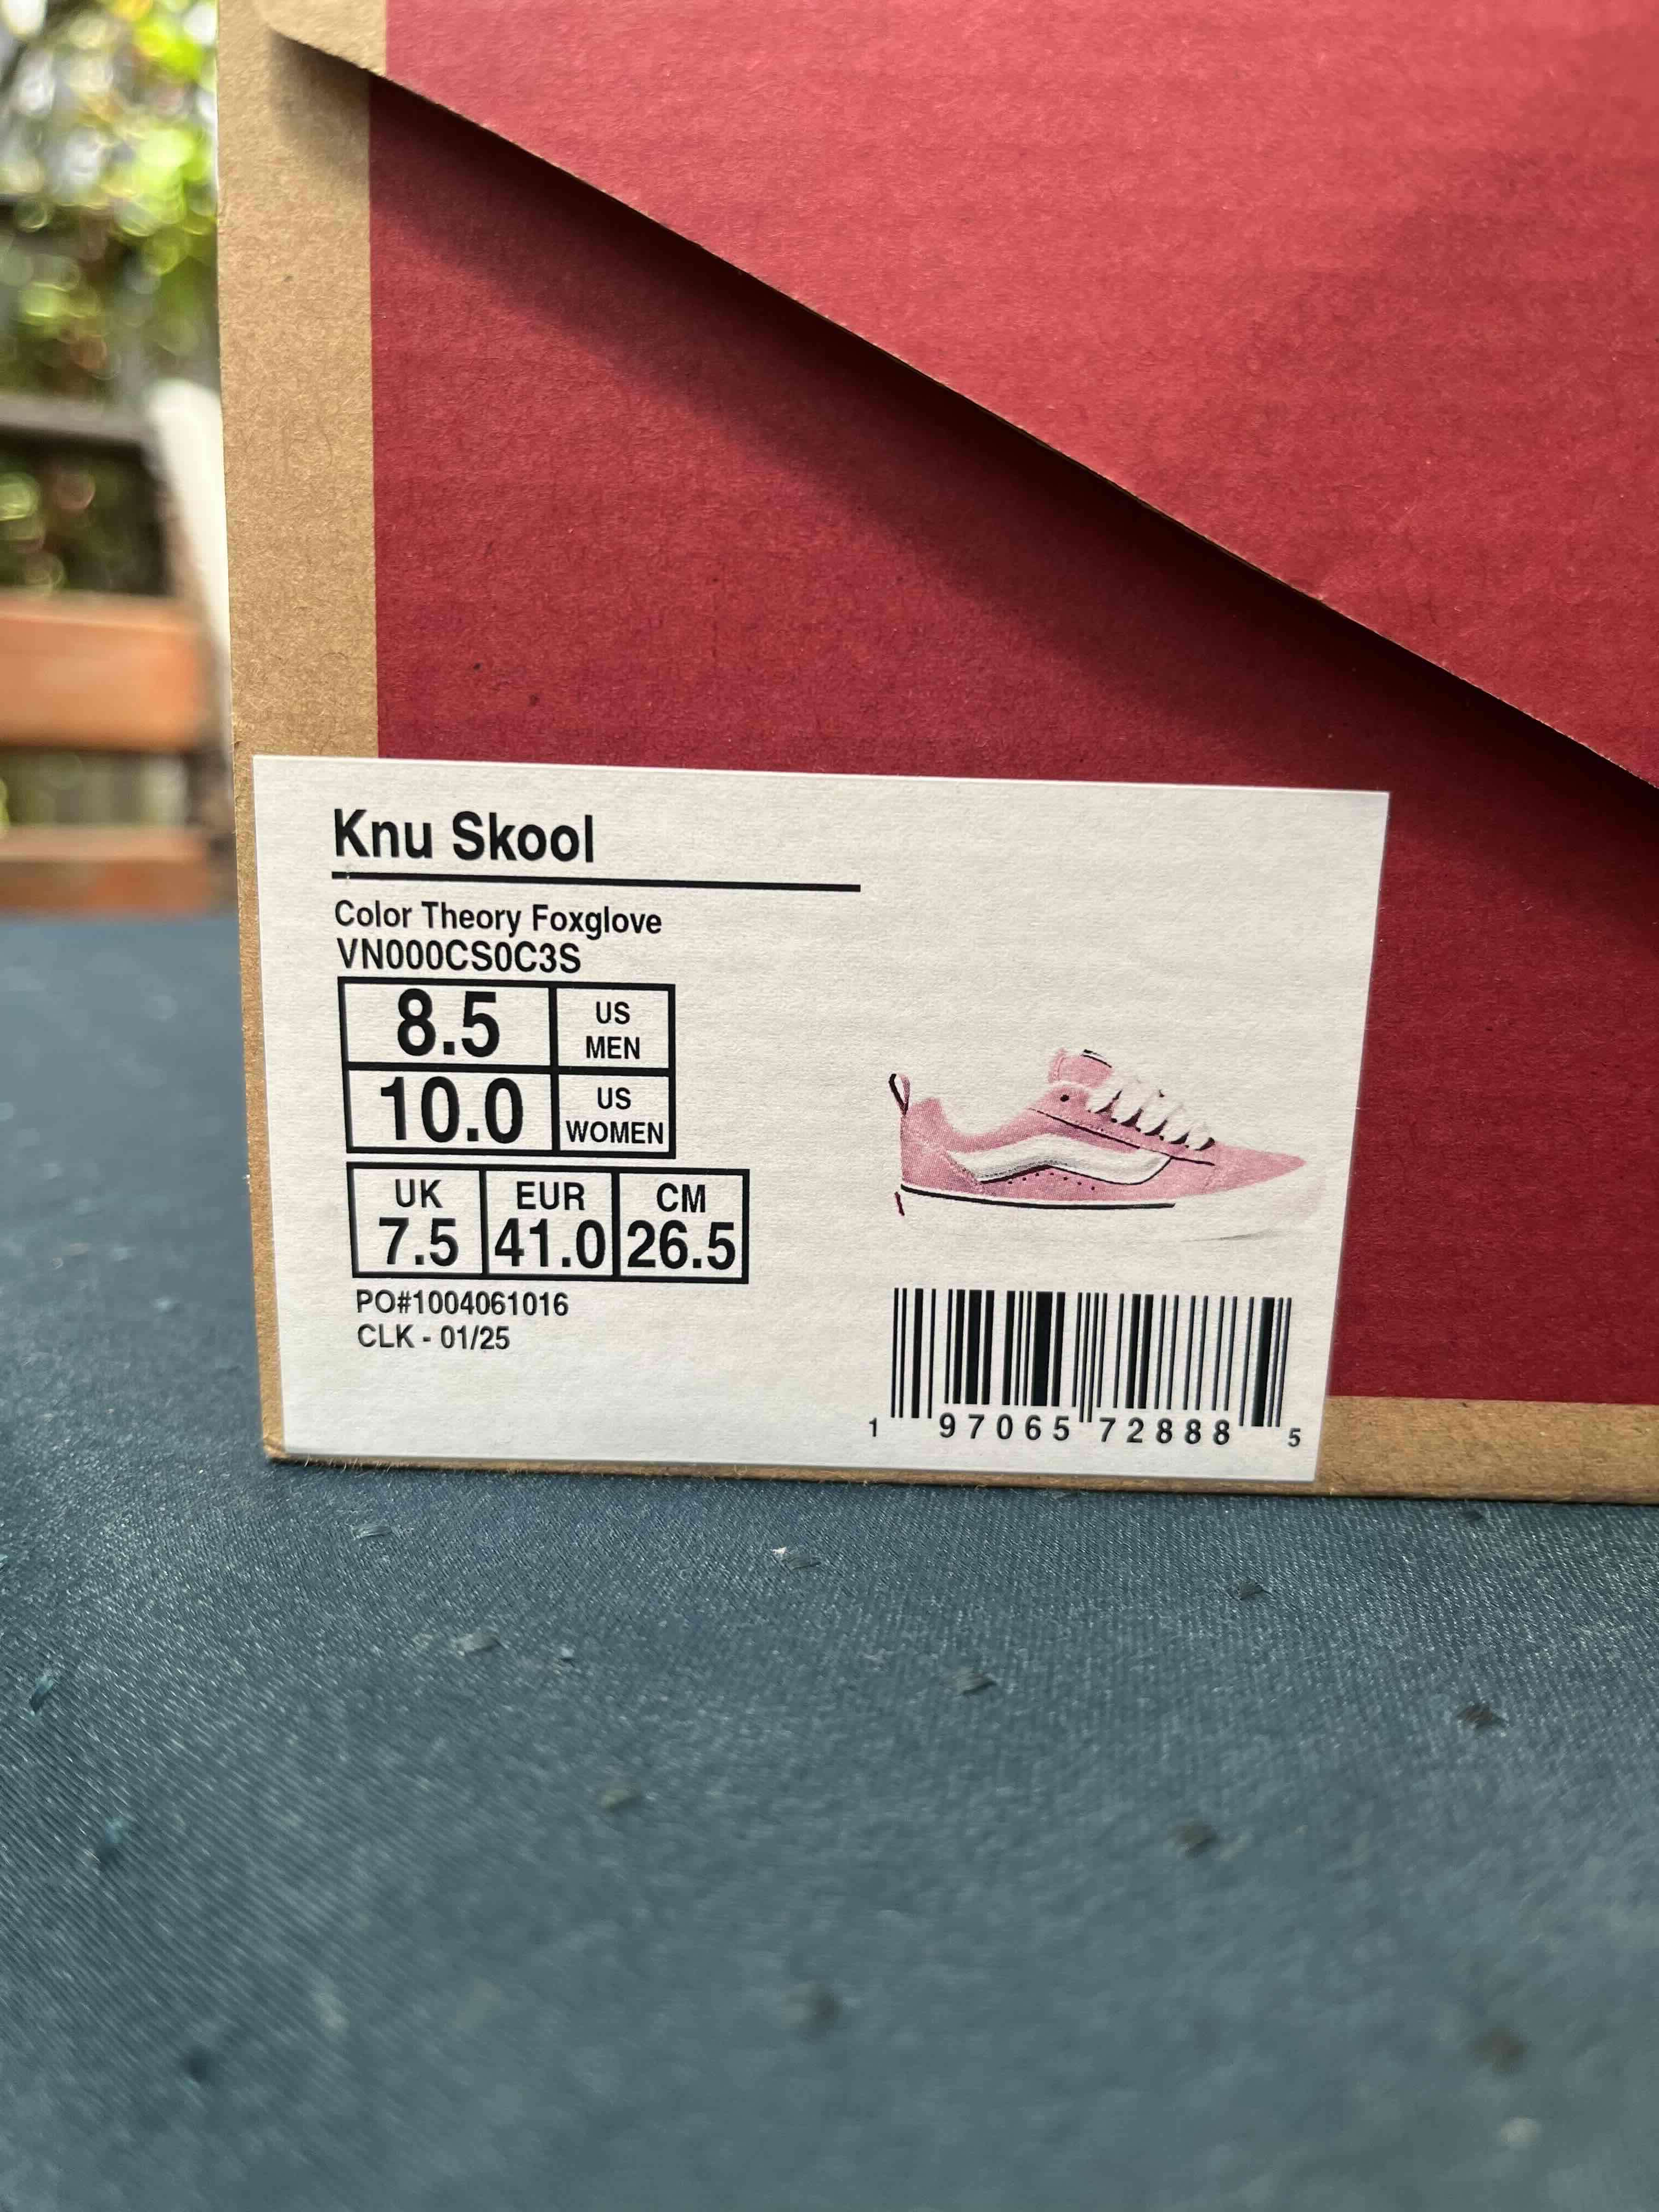 Knu Skool
Color Theory Foxglove
VN000CS0C3S
8.5 US MEN
10.0 US WOMEN
UK EUR CM
7.5 41.0 26.5
PO#1004061016
CLK - 01/25
1 97065 72888 5